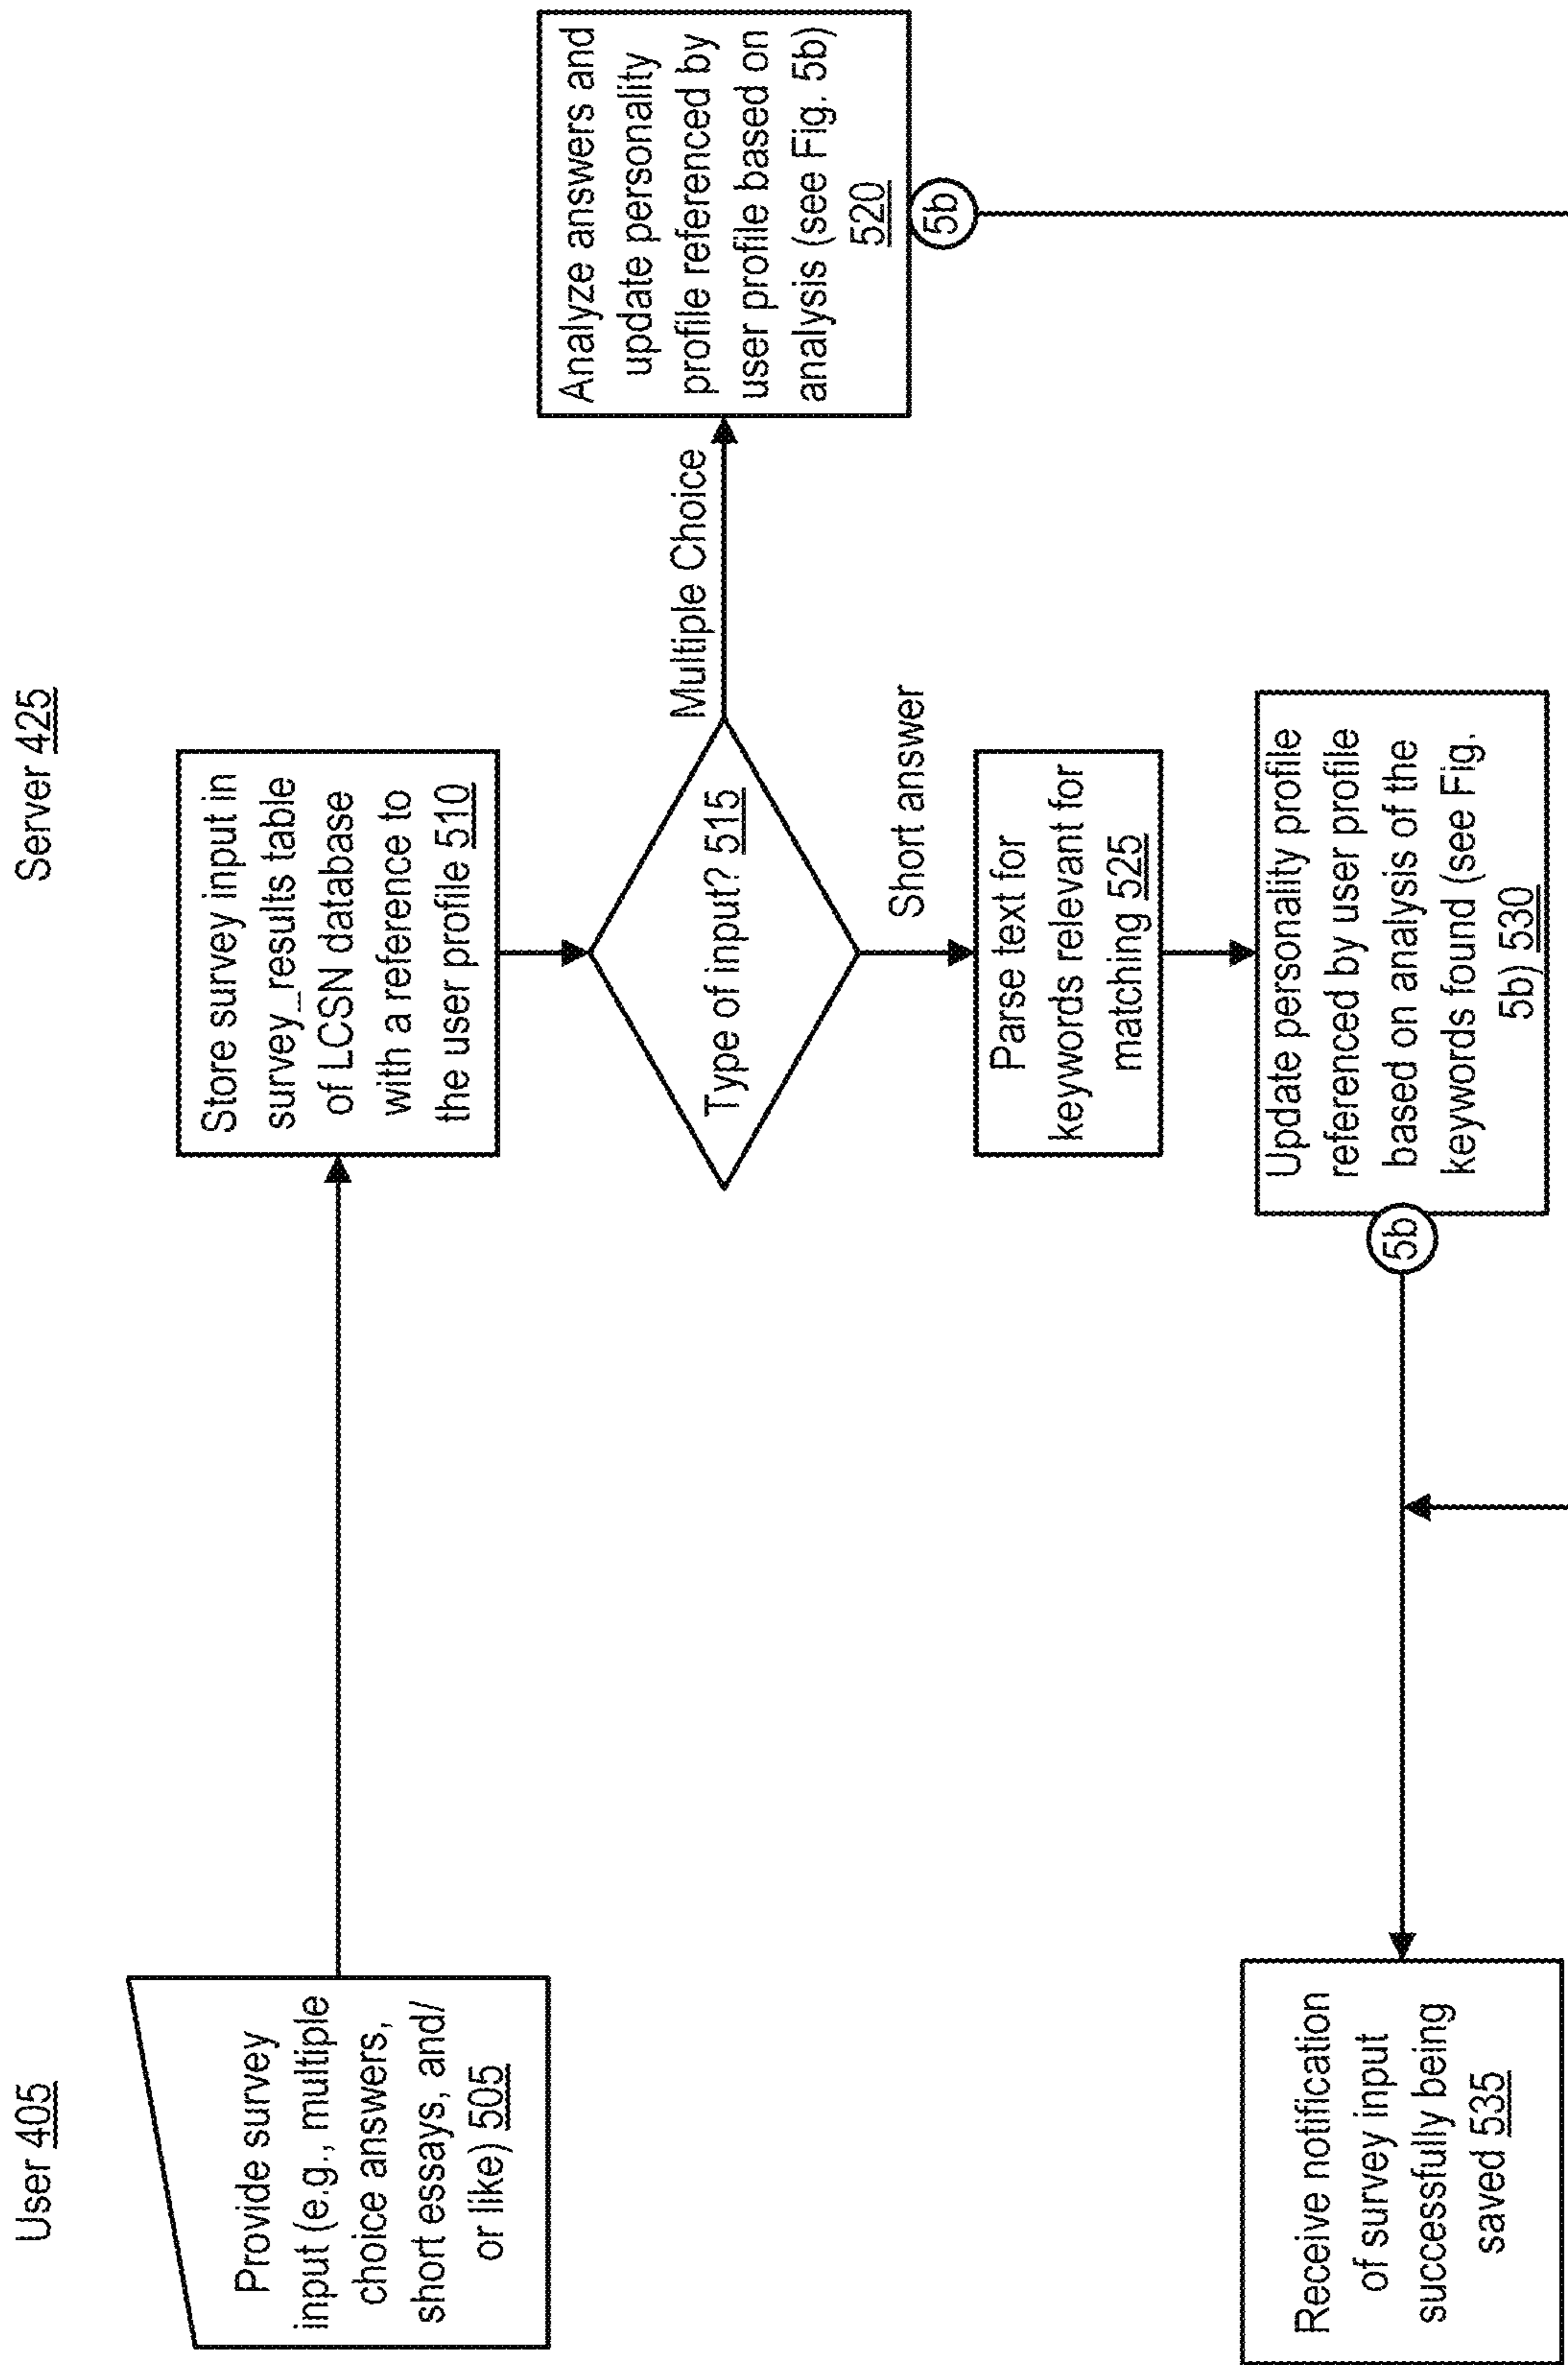 User 405
Server 425
Provide survey
input (e.g., multiple
choice answers,
short essays, and/
or like) 505
Store survey input in
survey_results table
of LCSN database
with a reference to
the user profile 510
Type of input? 515
Multiple Choice
Analyze answers and
update personality
profile referenced by
user profile based on
analysis (see Fig. 5b)
520
5b
Short answer
Parse text for
keywords relevant for
matching 525
Update personality profile
referenced by user profile
based on analysis of the
keywords found (see Fig.
5b) 530
5b
Receive notification
of survey input
successfully being
saved 535